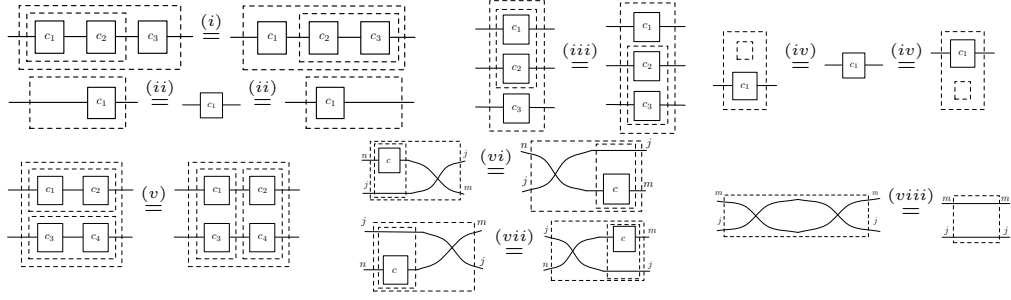 c₁ c₂ c₃ (i) = c₁ c₂ c₃
c₁ (ii) = c₁ (ii) = c₁
c₁ c₂ c₃ (iii) = c₁ c₂ c₃
c₁ (iv) = c₁ (iv) = c₁
c₁ c₂ (v) = c₁ c₂
c₃ c₄ c₃ c₄
n c j (vi) = n j
j m j c m
j m (vii) = j c m
n c j n j
m m (viii) = m m
j j j j